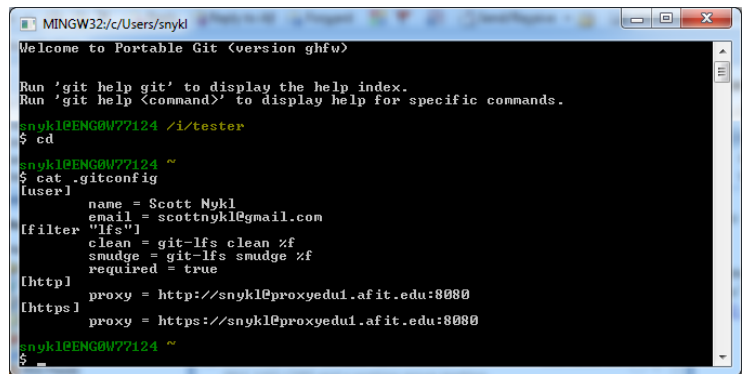 MINGW32:/c/Users/snykl
Welcome to Portable Git (version ghfw)
Run 'git help git' to display the help index.
Run 'git help <command>' to display help for specific commands.
snykl@ENG0W77124 /i/tester
$ cd
snykl@ENG0W77124 ~
$ cat .gitconfig
[user]
name = Scott Nykl
email = scottnykl@gmail.com
[filter "lfs"]
clean = git-lfs clean %f
smudge = git-lfs smudge %f
required = true
[http]
proxy = http://snykl@proxyedu1.afit.edu:8080
[https]
proxy = https://snykl@proxyedu1.afit.edu:8080
snykl@ENG0W77124 ~
$ _